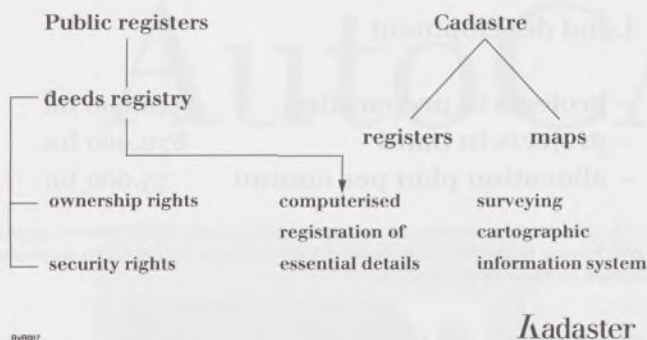 Public registers
Cadastre
deeds registry
registers
maps
ownership rights
computerised
registration of
essential details
surveying
cartographic
information system
security rights
Kadaster